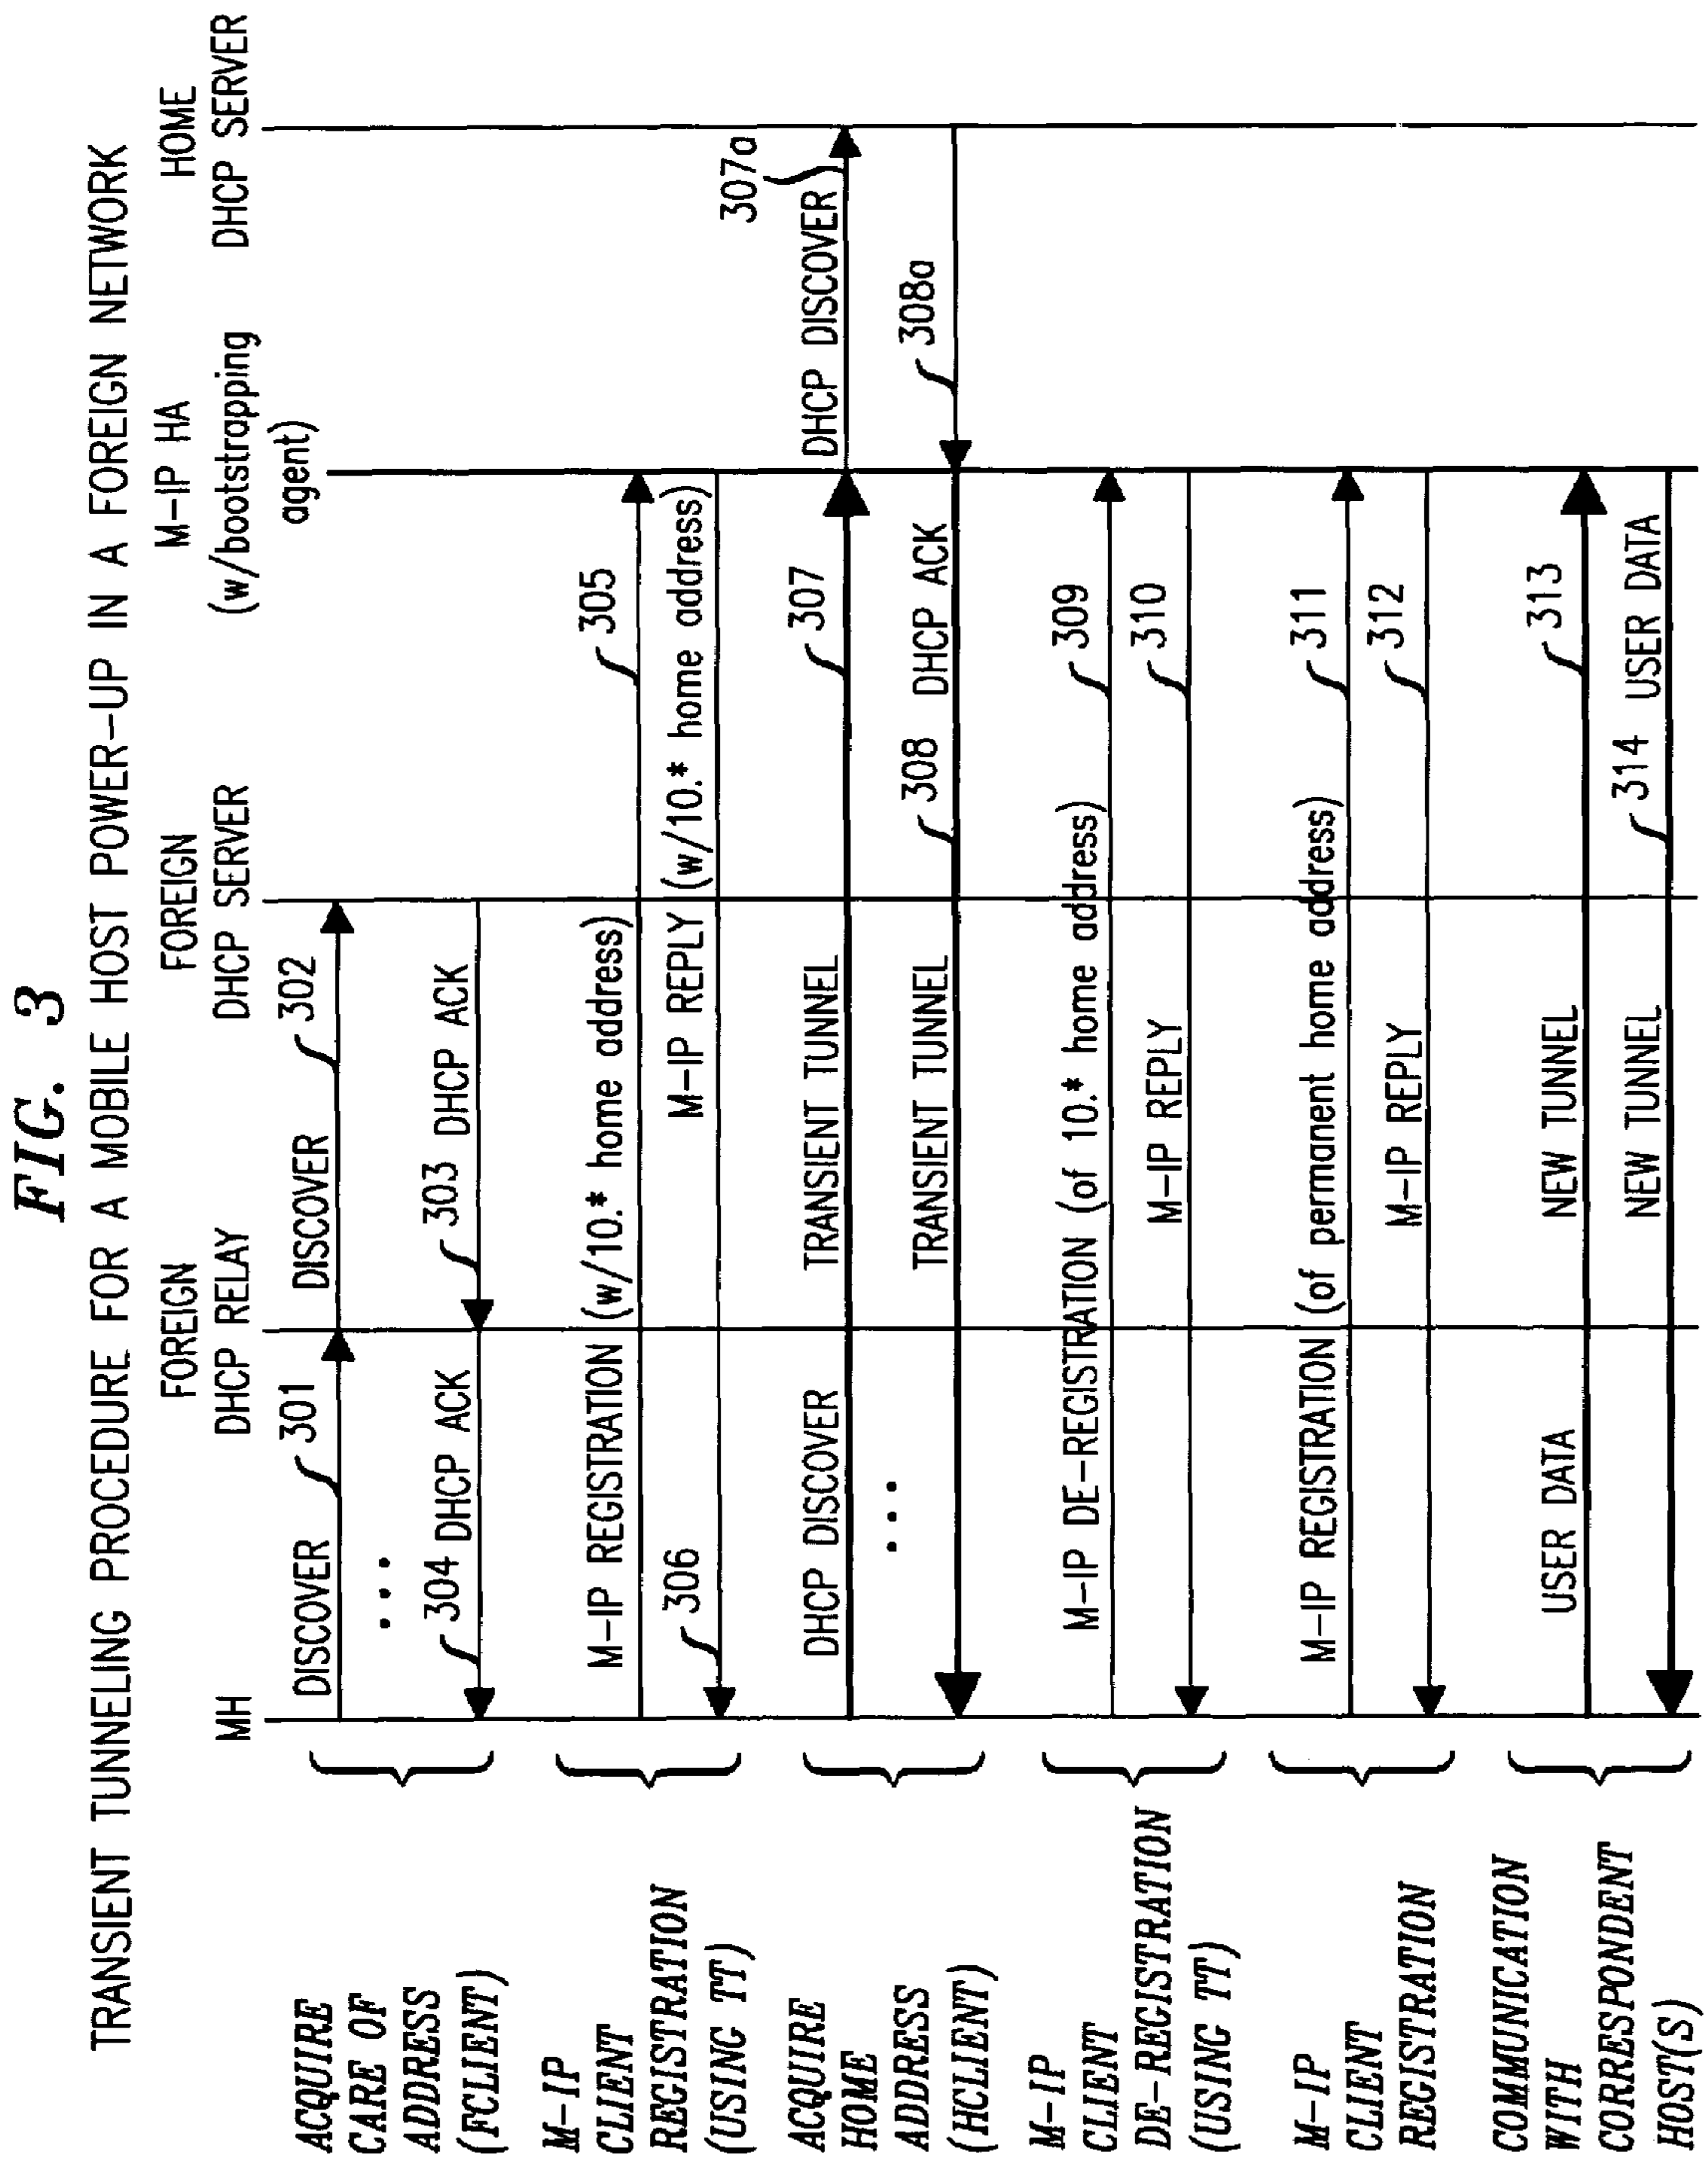 FIG. 3
TRANSIENT TUNNELING PROCEDURE FOR A MOBILE HOST POWER-UP IN A FOREIGN NETWORK
MH
FOREIGN
DHCP RELAY
FOREIGN
DHCP SERVER
M-IP HA
(w/bootstrapping
agent)
HOME
DHCP SERVER
ACQUIRE
CARE OF
ADDRESS
(FCLIENT)
DISCOVER
301
DISCOVER
302
...
304 DHCP ACK
303 DHCP ACK
M-IP
CLIENT
REGISTRATION
(USING TT)
M-IP REGISTRATION (w/10.* home address)
305
306
M-IP REPLY (w/10.* home address)
ACQUIRE
HOME
ADDRESS
(HCLIENT)
DHCP DISCOVER
TRANSIENT TUNNEL
307
DHCP DISCOVER
307a
...
TRANSIENT TUNNEL
308 DHCP ACK
308a
M-IP
CLIENT
DE-REGISTRATION
(USING TT)
M-IP DE-REGISTRATION (of 10.* home address)
309
M-IP REPLY
310
M-IP
CLIENT
REGISTRATION
M-IP REGISTRATION (of permanent home address)
311
M-IP REPLY
312
COMMUNICATION
WITH
CORRESPONDENT
HOST(S)
USER DATA
NEW TUNNEL
313
NEW TUNNEL
314 USER DATA